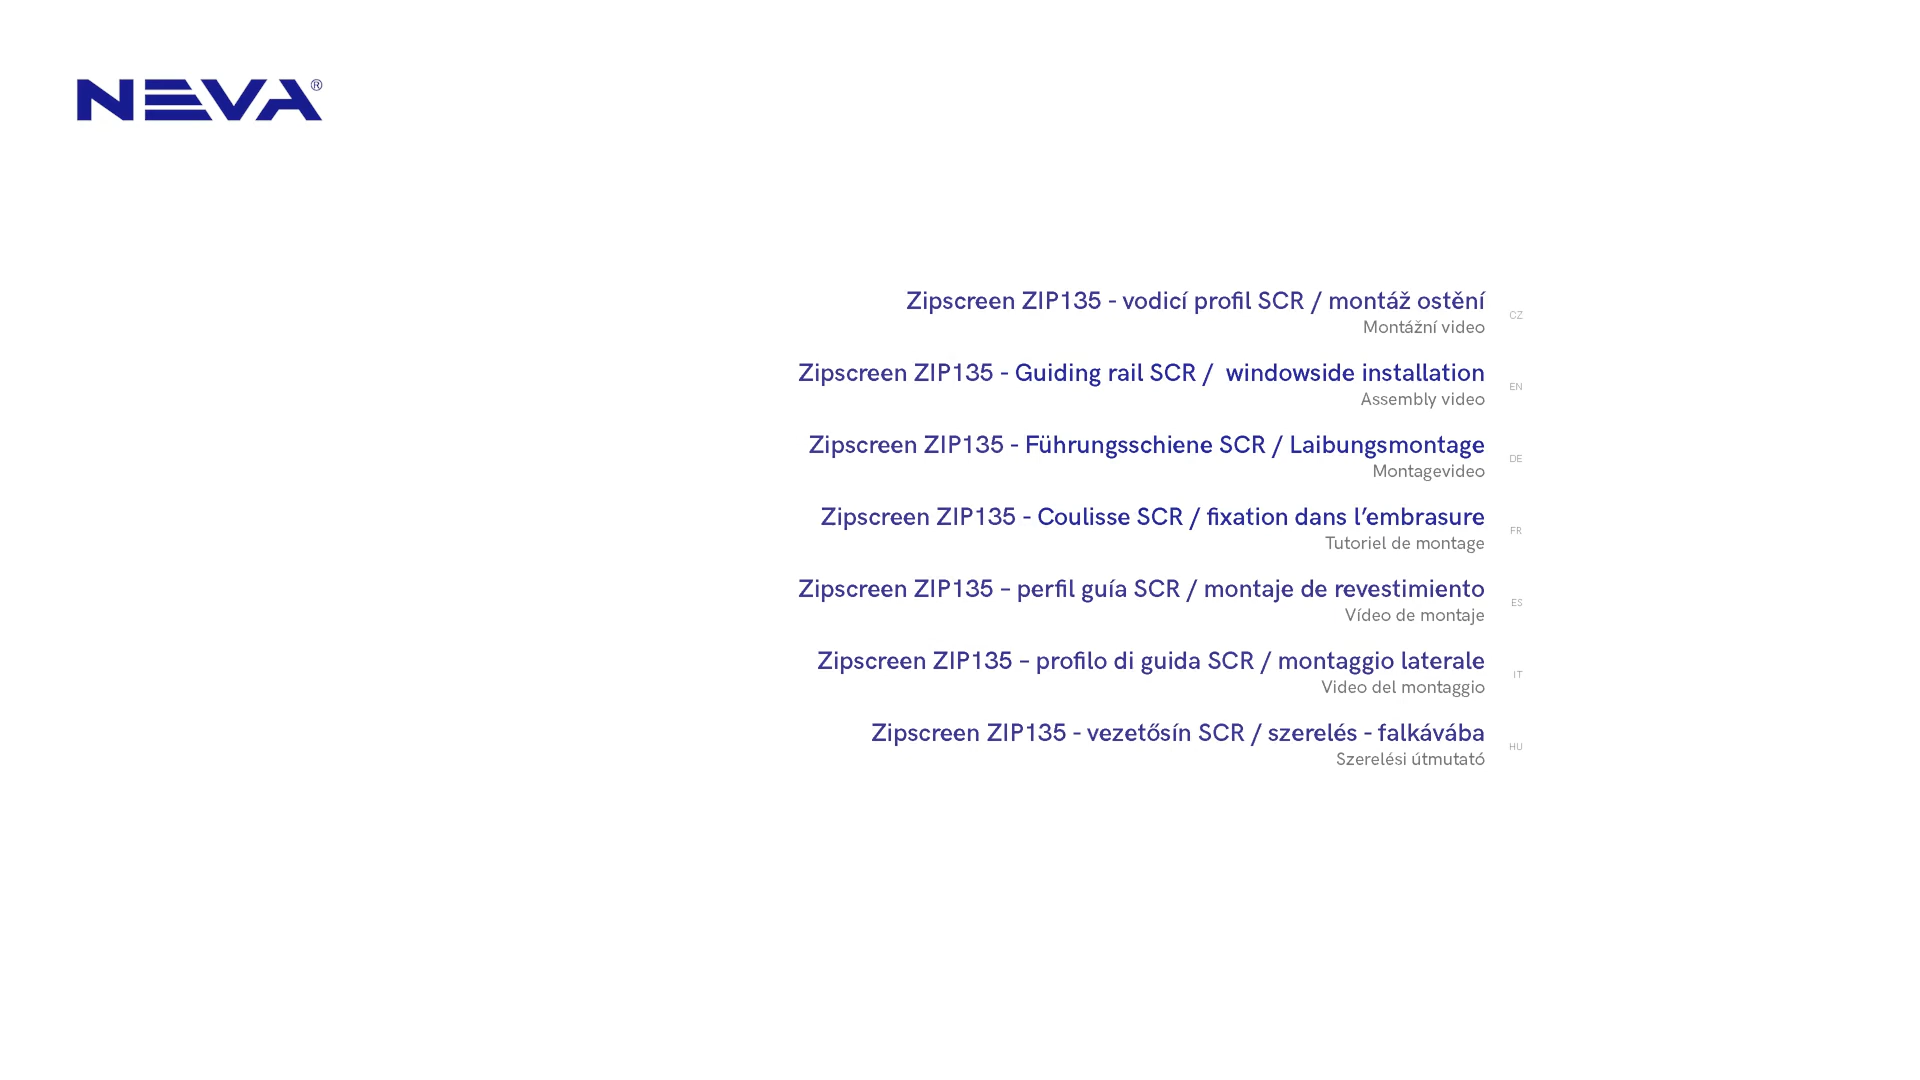 NEVA®
Zipscreen ZIP135 - vodicí profil SCR / montáž ostění
Montážní video
CZ
Zipscreen ZIP135 - Guiding rail SCR /  windowside installation
Assembly video
EN
Zipscreen ZIP135 - Führungsschiene SCR / Laibungsmontage
Montagevideo
DE
Zipscreen ZIP135 - Coulisse SCR / fixation dans l’embrasure
Tutoriel de montage
FR
Zipscreen ZIP135 – perfil guía SCR / montaje de revestimiento
Vídeo de montaje
ES
Zipscreen ZIP135 – profilo di guida SCR / montaggio laterale
Video del montaggio
IT
Zipscreen ZIP135 - vezetősín SCR / szerelés - falkávába
Szerelési útmutató
HU